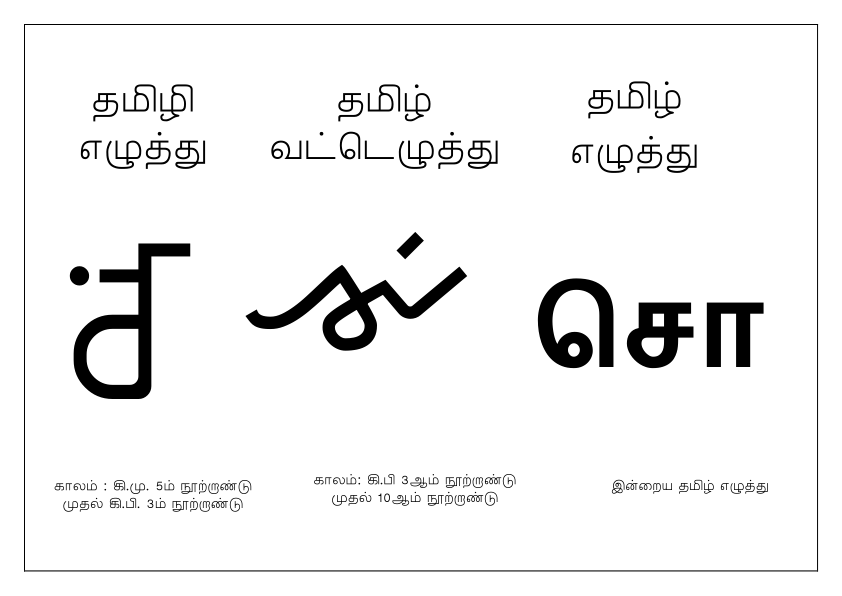 தமிழி
எழுத்து
தமிழ்
வட்டெழுத்து
தமிழ்
எழுத்து
சொ
காலம் : கி.மு. 5ம் நூற்றாண்டு
முதல் கி.பி. 3ம் நூற்றாண்டு
காலம்: கி.பி 3ஆம் நூற்றாண்டு
முதல் 10ஆம் நூற்றாண்டு
இன்றைய தமிழ் எழுத்து